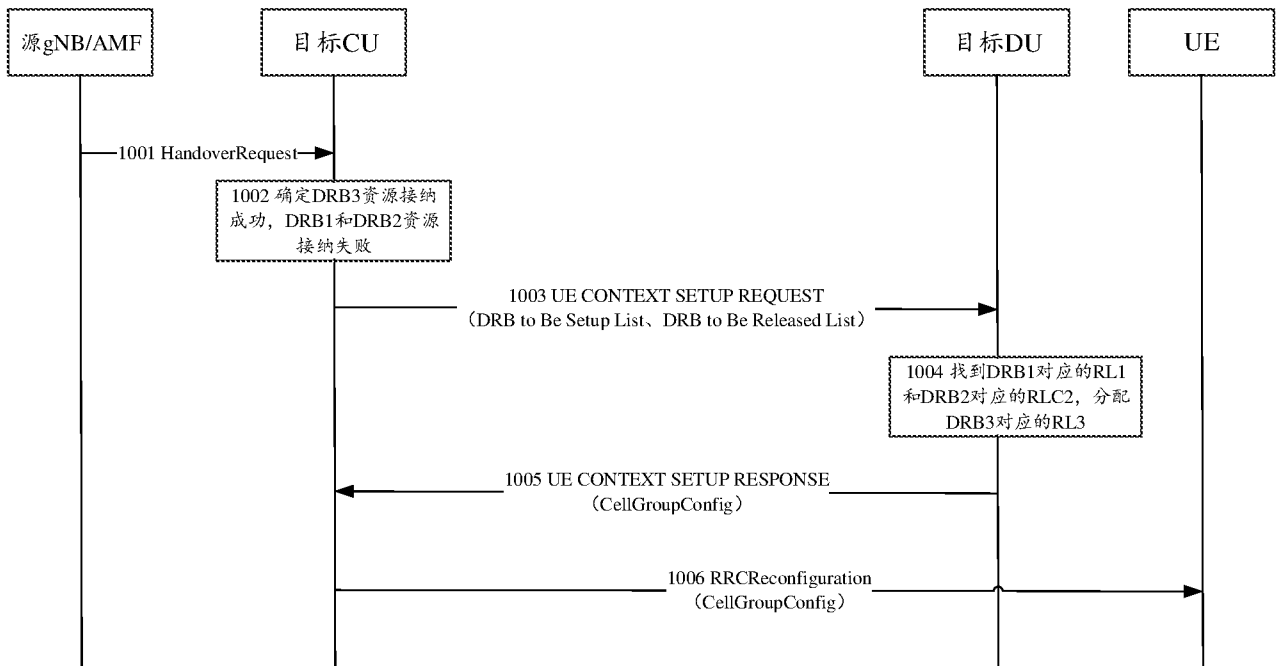 源gNB/AMF
目标CU
目标DU
UE
1001 HandoverRequest
1002 确定DRB3资源接纳
成功，DRB1和DRB2资源
接纳失败
1003 UE CONTEXT SETUP REQUEST
（DRB to Be Setup List、DRB to Be Released List）
1004 找到DRB1对应的RL1
和DRB2对应的RLC2，分配
DRB3对应的RL3
1005 UE CONTEXT SETUP RESPONSE
（CellGroupConfig）
1006 RRCReconfiguration
（CellGroupConfig）